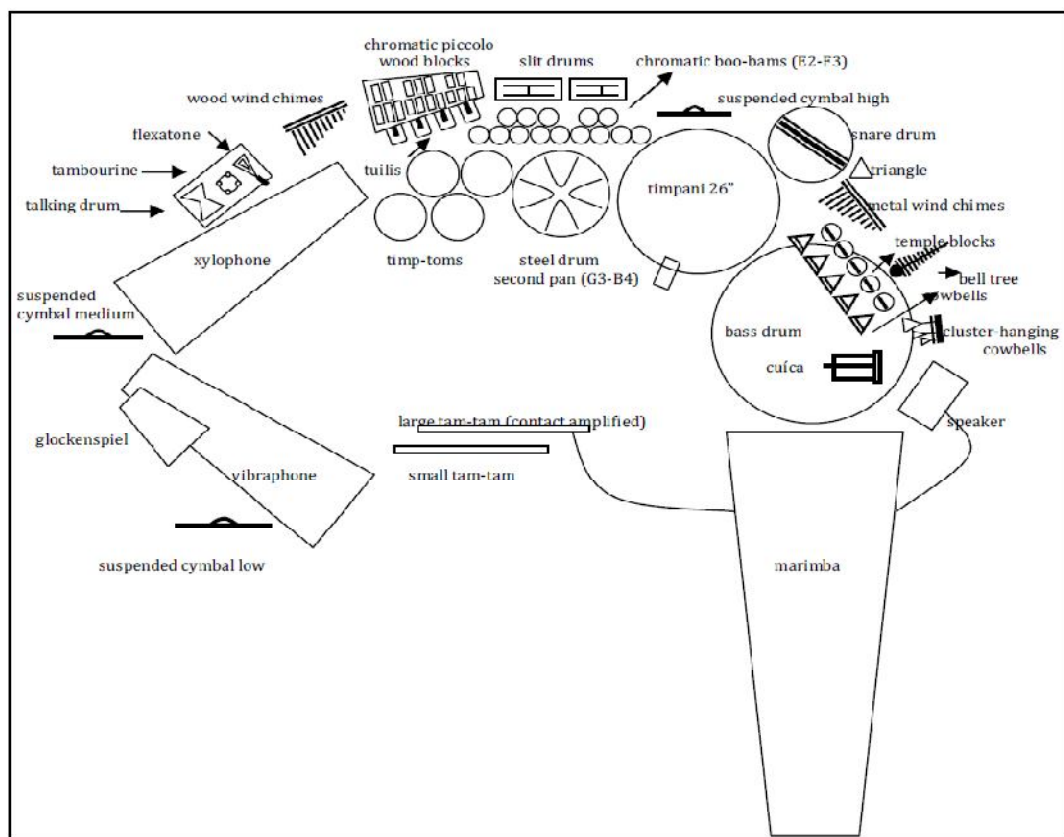 chromatic piccolo
wood blocks
slit drums
chromatic boo-bams (E2-F3)
wood wind chimes
suspended cymbal high
flexatone
snare drum
tambourine
tuilis
triangle
talking drum
timpani 26"
metal wind chimes
xylophone
timp-toms
steel drum
second pan (G3-B4)
temple-blocks
bell tree
cowbells
suspended
cymbal medium
bass drum
cluster-hanging
cowbells
cuíca
glockenspiel
large tam-tam (contact amplified)
speaker
vibraphone
small tam-tam
suspended cymbal low
marimba